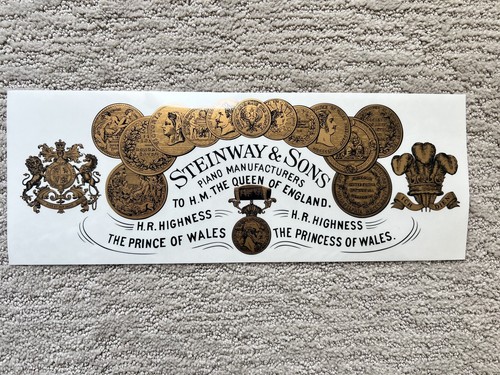 STEINWAY & SONS
PIANO MANUFACTURERS
TO H.M. THE QUEEN OF ENGLAND.
H.R. HIGHNESS
THE PRINCE OF WALES
H.R. HIGHNESS
THE PRINCESS OF WALES.